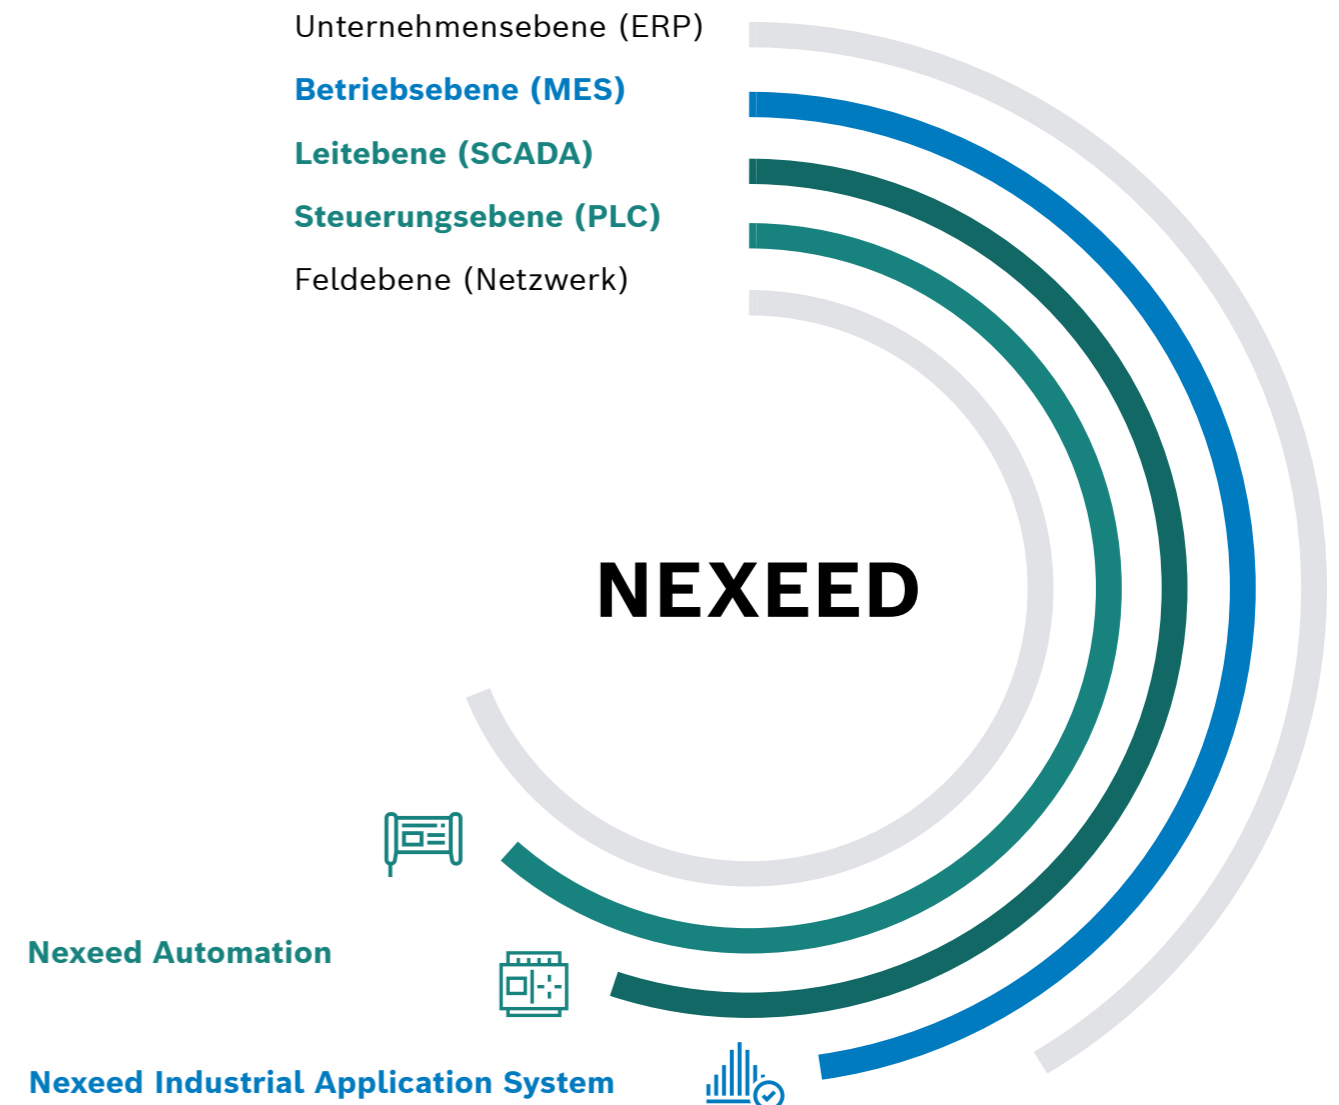 Unternehmensebene (ERP)
Betriebsebene (MES)
Leitebene (SCADA)
Steuerungsebene (PLC)
Feldebene (Netzwerk)
NEXEED
Nexeed Automation
Nexeed Industrial Application System